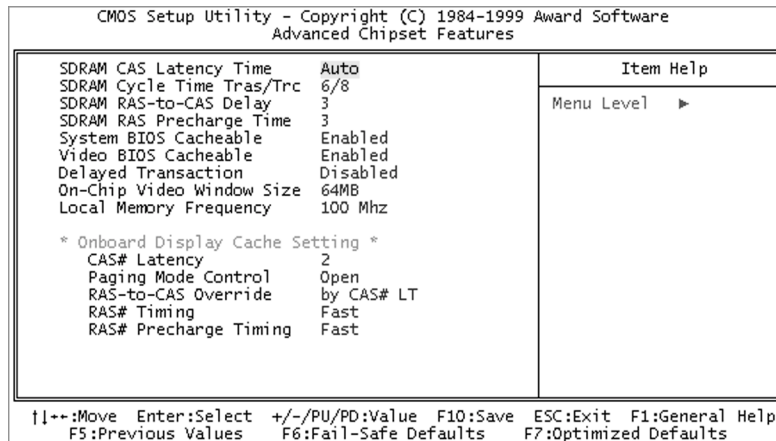 CMOS Setup Utility - Copyright (C) 1984-1999 Award Software
Advanced Chipset Features
SDRAM CAS Latency Time Auto
SDRAM Cycle Time Tras/Trc 6/8
SDRAM RAS-to-CAS Delay 3
SDRAM RAS Precharge Time 3
System BIOS Cacheable Enabled
Video BIOS Cacheable Enabled
Delayed Transaction Disabled
On-Chip Video Window Size 64MB
Local Memory Frequency 100 Mhz
* Onboard Display Cache Setting *
CAS# Latency 2
Paging Mode Control Open
RAS-to-CAS Override by CAS# LT
RAS# Timing Fast
RAS# Precharge Timing Fast
Item Help
Menu Level ►
↑↓←→:Move Enter:Select +/-/PU/PD:Value F10:Save ESC:Exit F1:General Help
F5:Previous Values F6:Fail-Safe Defaults F7:Optimized Defaults